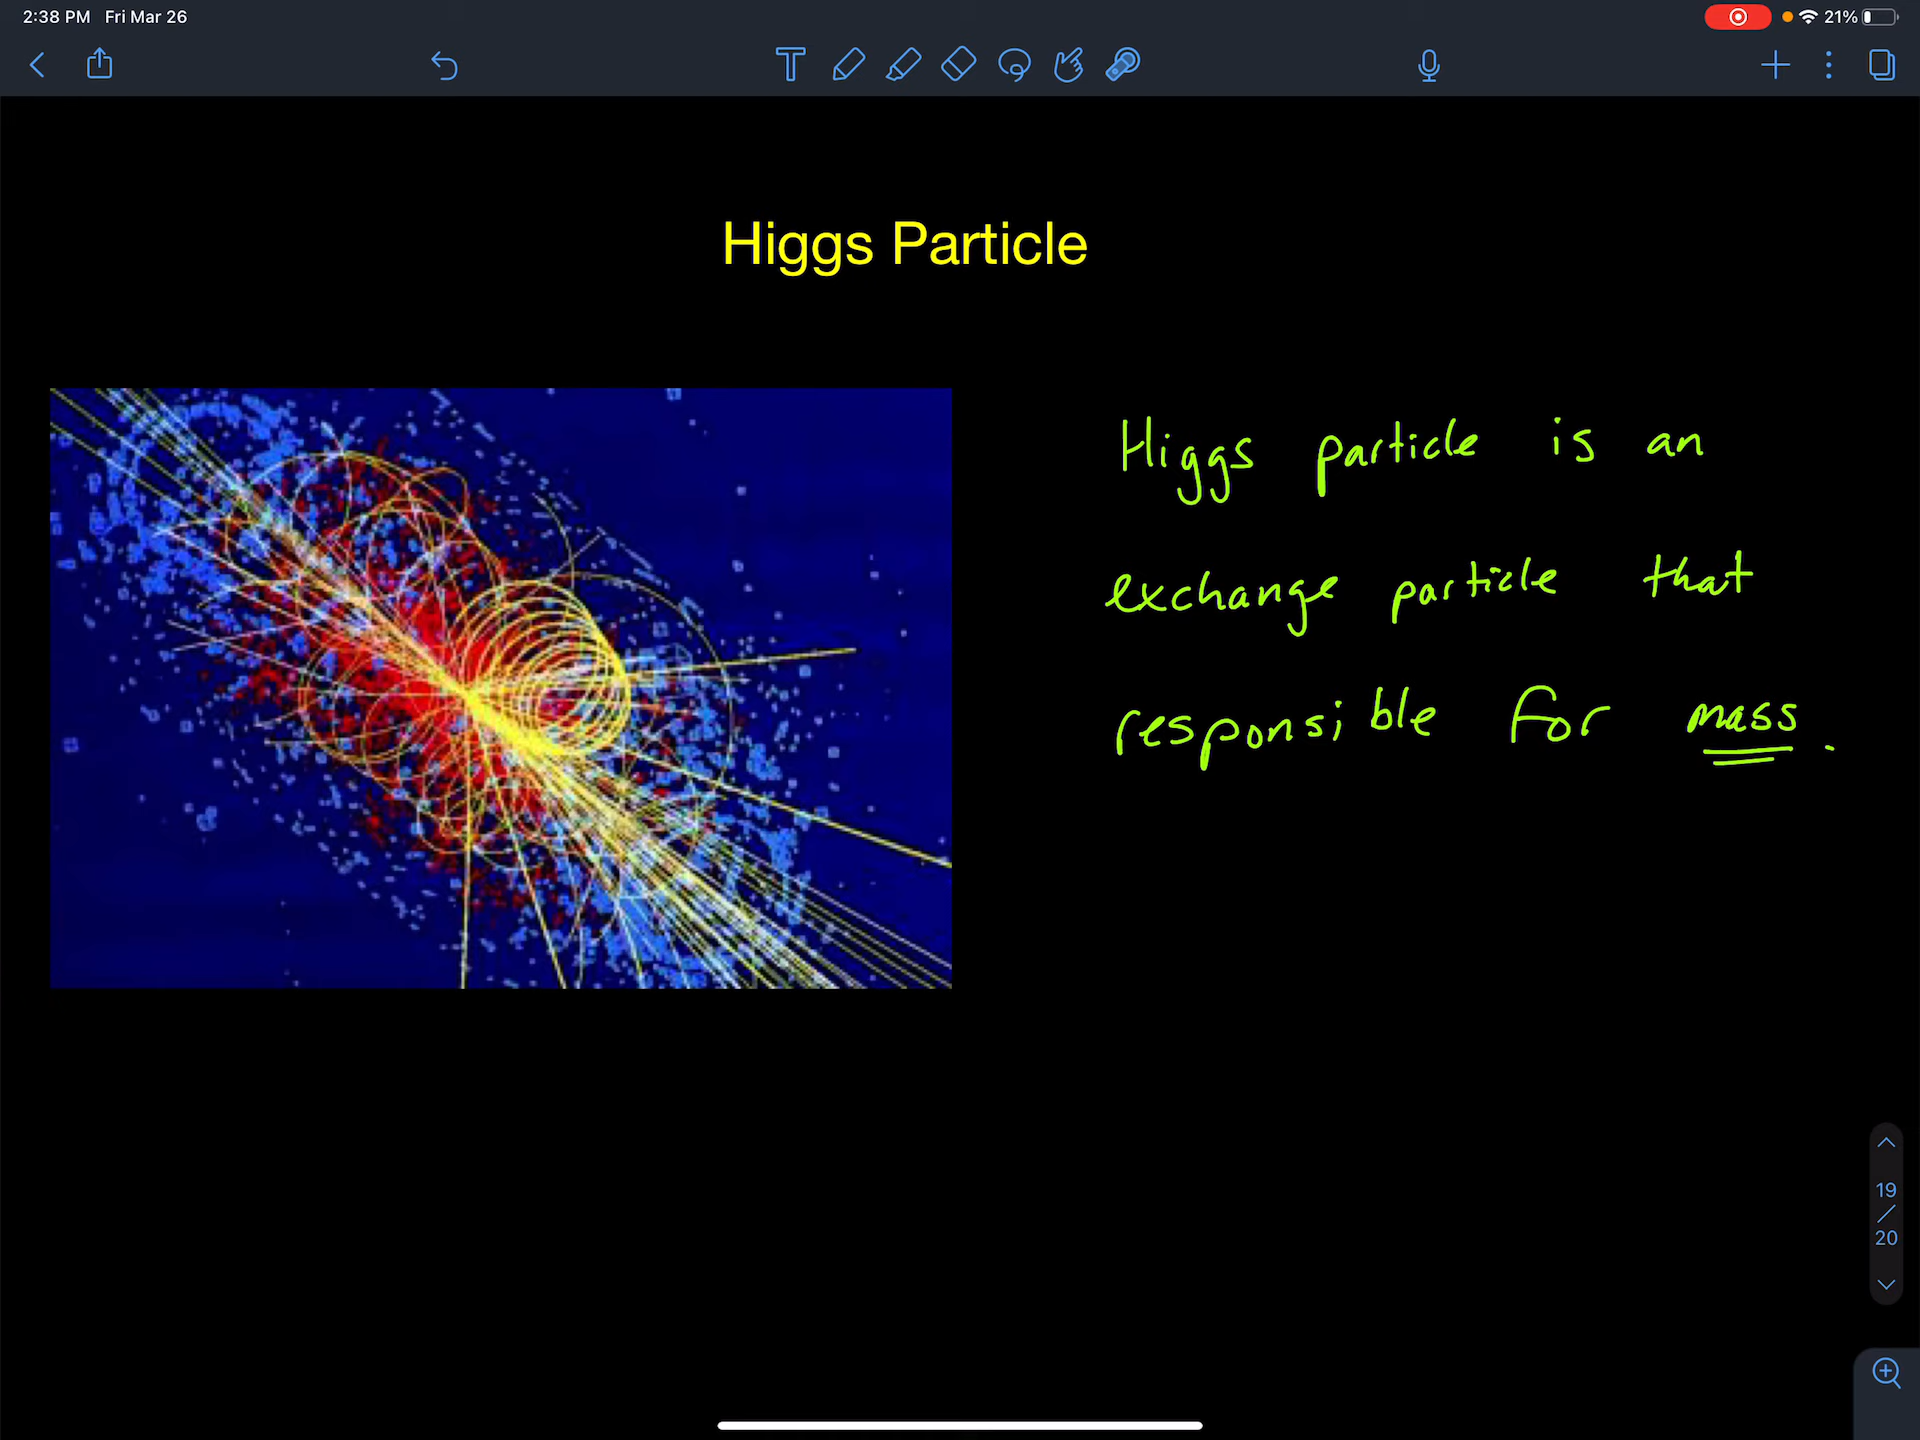 2:38 PM Fri Mar 26
21%
T
Higgs Particle
Higgs particle is an
exchange particle that
responsible for mass.
19
/
20